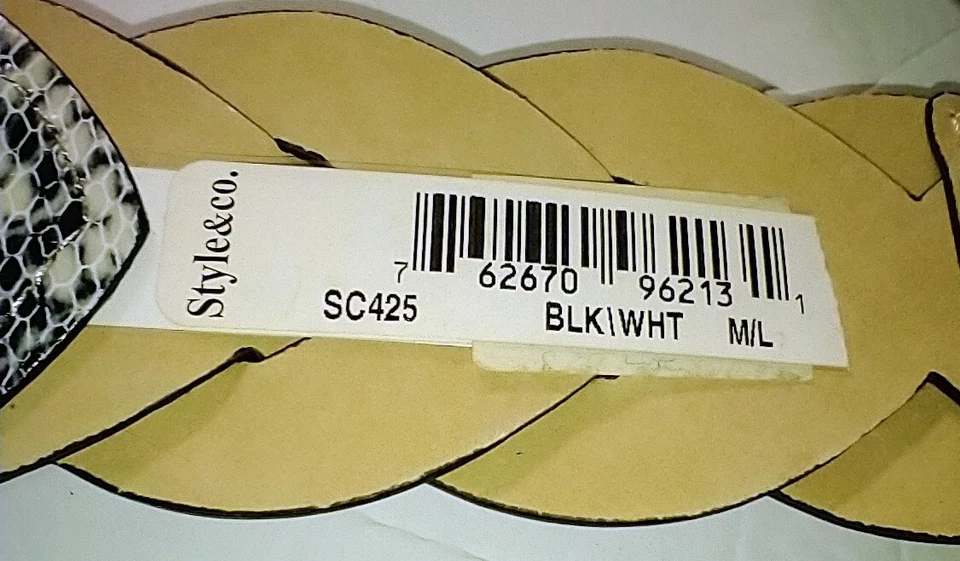 Style&co.
7 62670 96213 1
SC425 BLK\WHT M/L